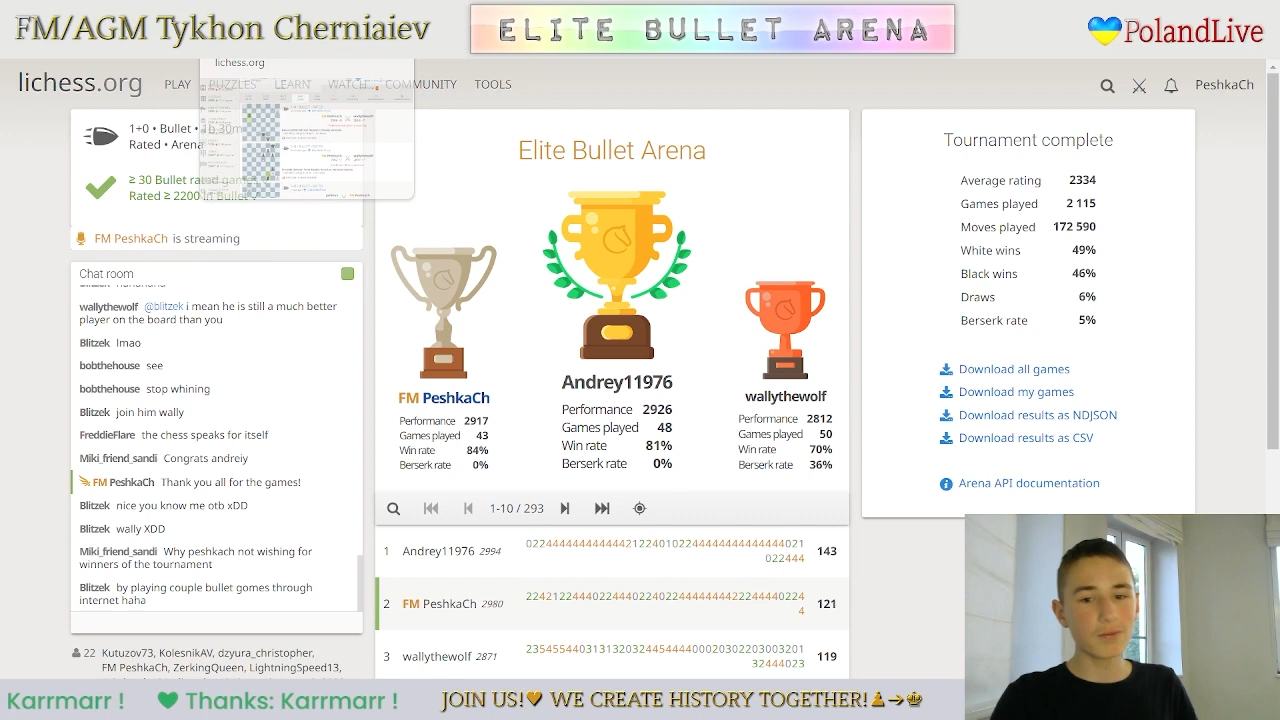 FM/AGM Tykhon Cherniaiev
ELITE BULLET ARENA
PolandLive
lichess.org
PLAY PUZZLES LEARN WATCH COMMUNITY TOOLS
PeshkaCh
lichess.org
1+0 • Bullet •
Rated • Arena
≥ 30 Bullet rated
Rated ≥ 2200 in Bullet
FM PeshkaCh is streaming
Chat room
wallythewolf @blitzek i mean he is still a much better
player on the board than you
Blitzek lmao
bobthehouse see
bobthehouse stop whining
Blitzek join him wally
FreddieFlare the chess speaks for itself
Miki_friend_sandi Congrats andreiy
FM PeshkaCh Thank you all for the games!
Blitzek nice you know me otb xDD
Blitzek wally XDD
Miki_friend_sandi Why peshkach not wishing for
winners of the tournament
Blitzek by playing couple bullet games through
internet haha
22 Kutuzov73, KolesnikAV, dzyura_christopher,
FM PeshkaCh, ZerkingQueen, LightningSpeed13,
Elite Bullet Arena
FM PeshkaCh
Performance 2917
Games played 43
Win rate 84%
Berserk rate 0%
Andrey11976
Performance 2926
Games played 48
Win rate 81%
Berserk rate 0%
wallythewolf
Performance 2812
Games played 50
Win rate 70%
Berserk rate 36%
1-10 / 293
1 Andrey11976 2994
022444 143
2 FM PeshkaCh 2980 121
4
3 wallythewolf 2871 119
32444023
Tournament complete
Average rating 2334
Games played 2 115
Moves played 172 590
White wins 49%
Black wins 46%
Draws 6%
Berserk rate 5%
Download all games
Download my games
Download results as NDJSON
Download results as CSV
Arena API documentation
Karrmarr ! Thanks: Karrmarr !
JOIN US! WE CREATE HISTORY TOGETHER!